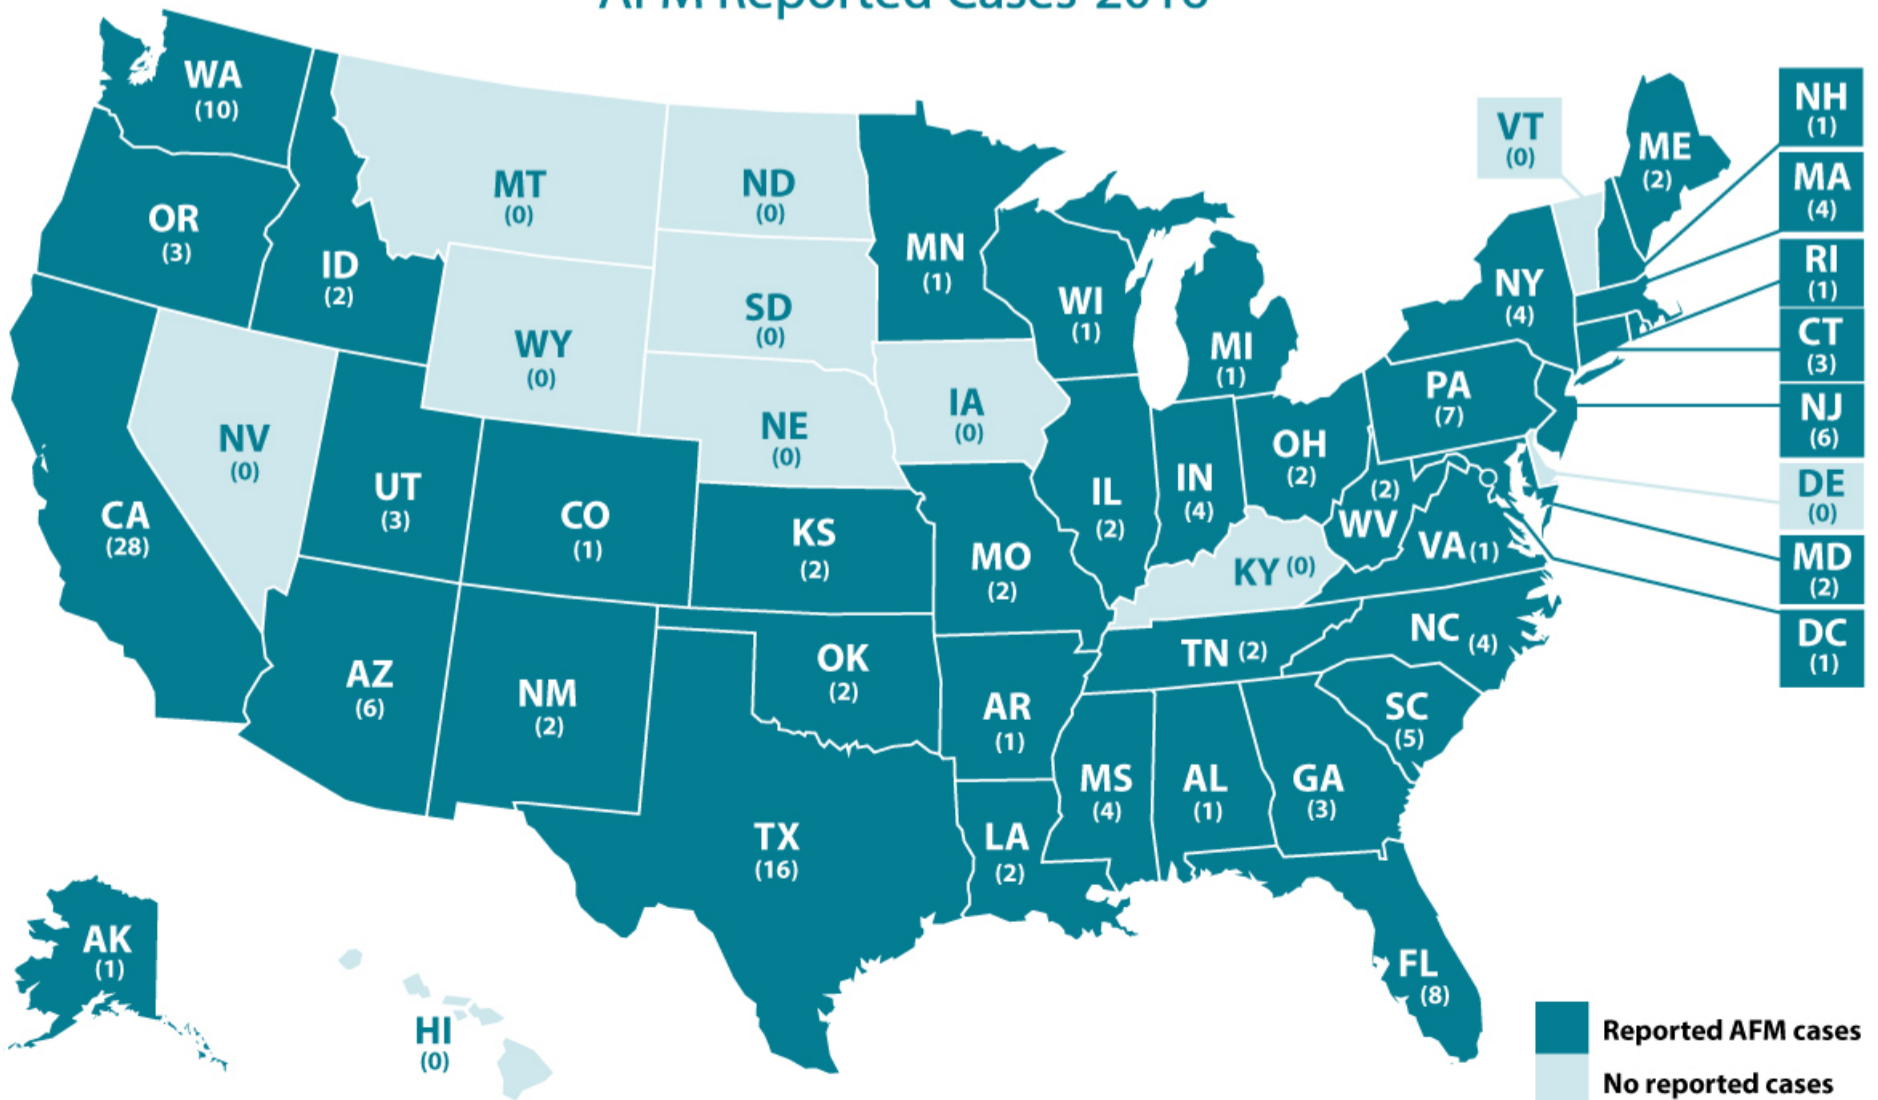 AFM Reported Cases 2016
WA
(10)
OR
(3)
ID
(2)
MT
(0)
ND
(0)
SD
(0)
WY
(0)
NE
(0)
NV
(0)
CA
(28)
UT
(3)
CO
(1)
KS
(2)
AZ
(6)
NM
(2)
OK
(2)
TX
(16)
MN
(1)
IA
(0)
MO
(2)
AR
(1)
LA
(2)
WI
(1)
IL
(2)
MI
(1)
IN
(4)
OH
(2)
KY (0)
TN (2)
MS
(4)
AL
(1)
GA
(3)
FL
(8)
SC
(5)
NC (4)
VA (1)
(2)
WV
PA
(7)
NY
(4)
VT
(0)
ME
(2)
NH
(1)
MA
(4)
RI
(1)
CT
(3)
NJ
(6)
DE
(0)
MD
(2)
DC
(1)
AK
(1)
HI
(0)
Reported AFM cases
No reported cases